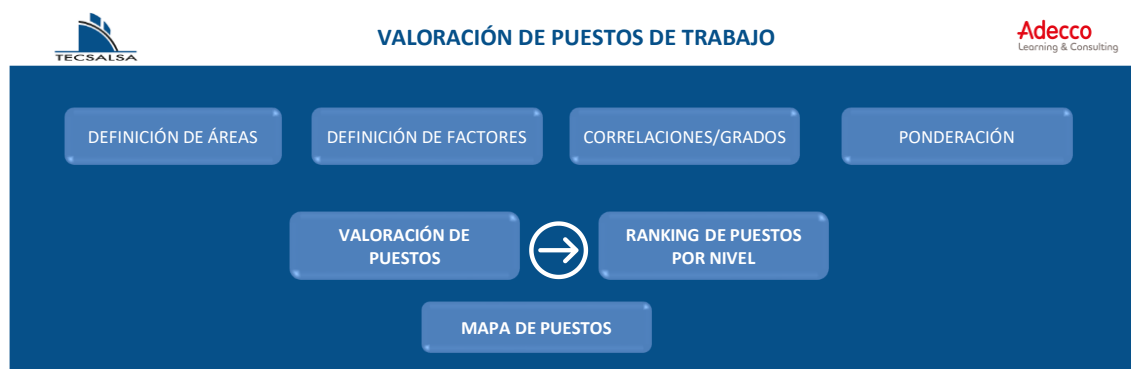 TECSALSA
VALORACIÓN DE PUESTOS DE TRABAJO
Adecco
Learning & Consulting
DEFINICIÓN DE ÁREAS
DEFINICIÓN DE FACTORES
CORRELACIONES/GRADOS
PONDERACIÓN
VALORACIÓN DE
PUESTOS
RANKING DE PUESTOS
POR NIVEL
MAPA DE PUESTOS